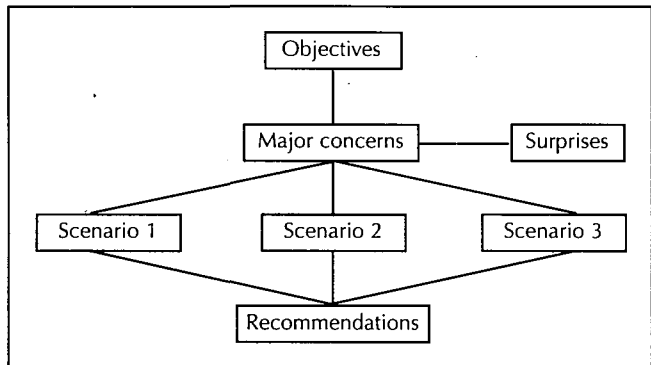 Objectives
Major concerns
Surprises
Scenario 1
Scenario 2
Scenario 3
Recommendations